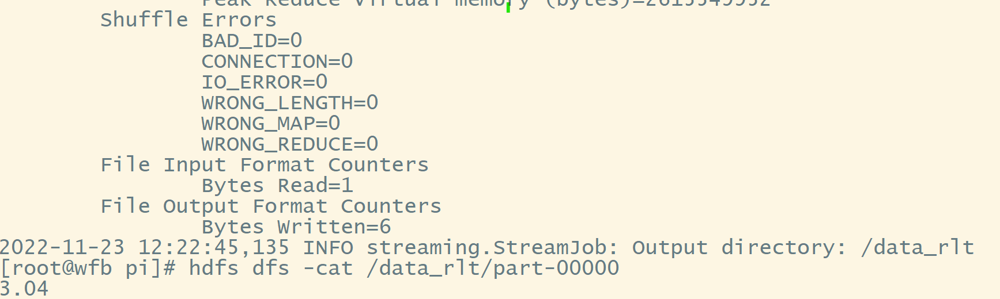 Peak Reduce Virtual memory (bytes)=2615549952
Shuffle Errors
BAD_ID=0
CONNECTION=0
IO_ERROR=0
WRONG_LENGTH=0
WRONG_MAP=0
WRONG_REDUCE=0
File Input Format Counters
Bytes Read=1
File Output Format Counters
Bytes Written=6
2022-11-23 12:22:45,135 INFO streaming.StreamJob: Output directory: /data_rlt
[root@wfb pi]# hdfs dfs -cat /data_rlt/part-00000
3.04